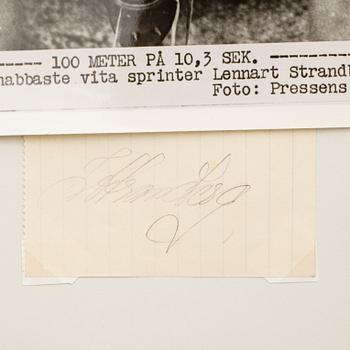 ----- 100 METER PÅ 10,3 SEK. -----
nabbaste vita sprinter Lennart Strandb
Foto: Pressens